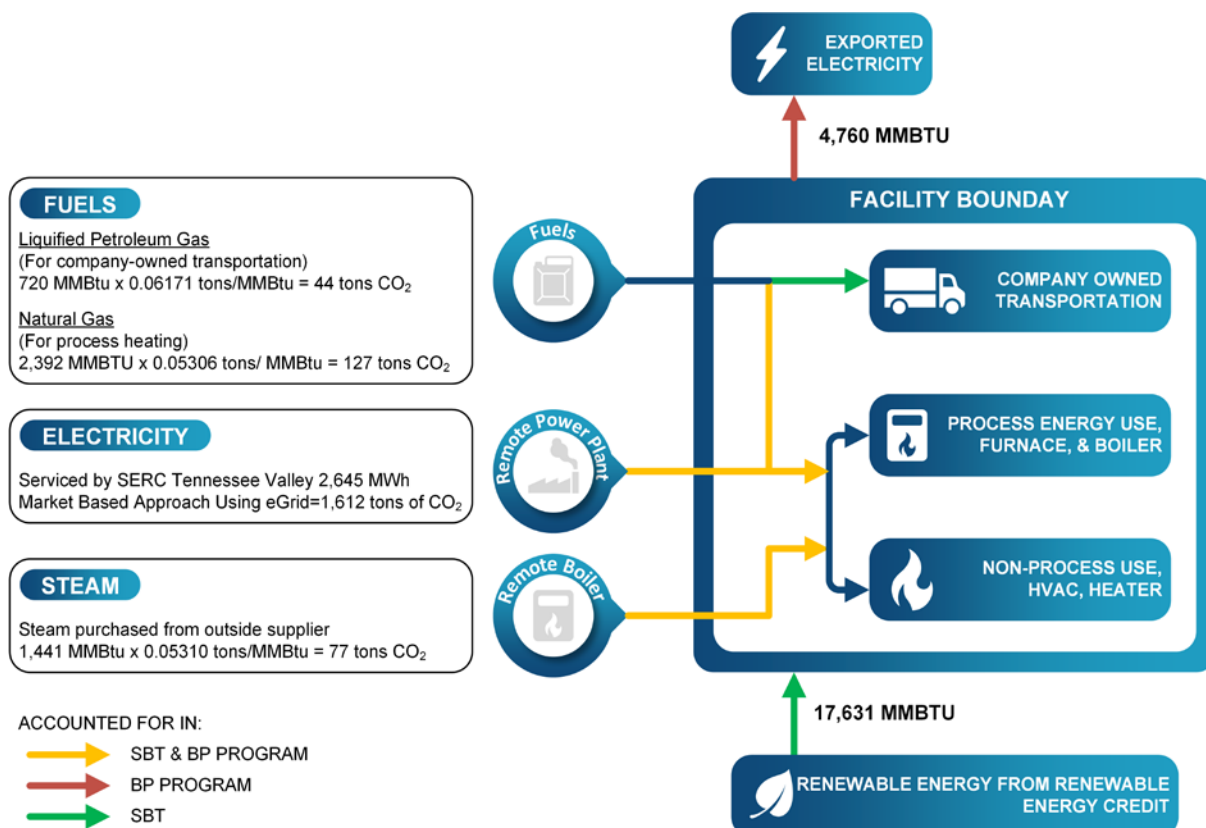 EXPORTED
ELECTRICITY
4,760 MMBTU
FUELS
Liquified Petroleum Gas
(For company-owned transportation)
720 MMBtu x 0.06171 tons/MMBtu = 44 tons CO₂
Natural Gas
(For process heating)
2,392 MMBTU x 0.05306 tons/ MMBtu = 127 tons CO₂
ELECTRICITY
Serviced by SERC Tennessee Valley 2,645 MWh
Market Based Approach Using eGrid=1,612 tons of CO₂
STEAM
Steam purchased from outside supplier
1,441 MMBtu x 0.05310 tons/MMBtu = 77 tons CO₂
Fuels
Remote Power Plant
Remote Boiler
FACILITY BOUNDAY
COMPANY OWNED
TRANSPORTATION
PROCESS ENERGY USE,
FURNACE, & BOILER
NON-PROCESS USE,
HVAC, HEATER
17,631 MMBTU
RENEWABLE ENERGY FROM RENEWABLE
ENERGY CREDIT
ACCOUNTED FOR IN:
SBT & BP PROGRAM
BP PROGRAM
SBT